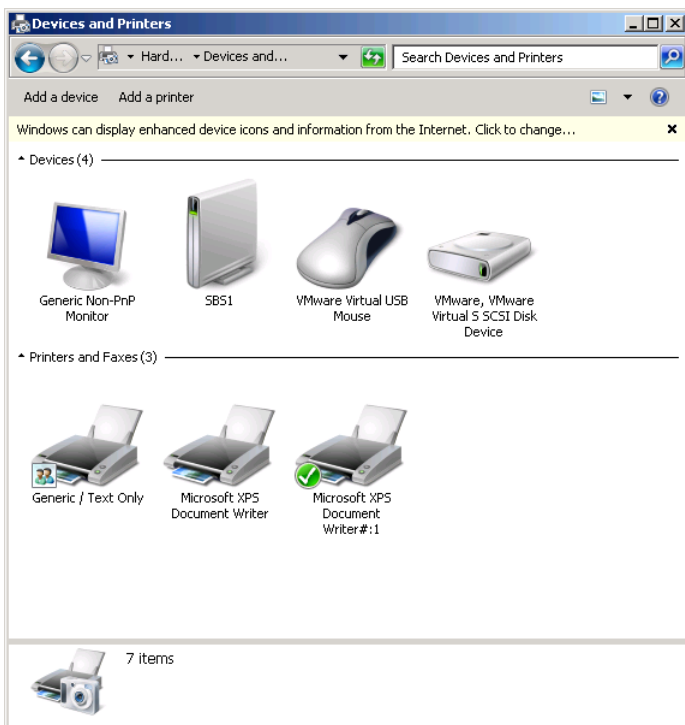 Devices and Printers
Hard... Devices and... Search Devices and Printers
Add a device Add a printer
Windows can display enhanced device icons and information from the Internet. Click to change...
Devices (4)
Generic Non-PnP
Monitor
SBS1
VMware Virtual USB
Mouse
VMware, VMware
Virtual S SCSI Disk
Device
Printers and Faxes (3)
Generic / Text Only
Microsoft XPS
Document Writer
Microsoft XPS
Document
Writer#:1
7 items